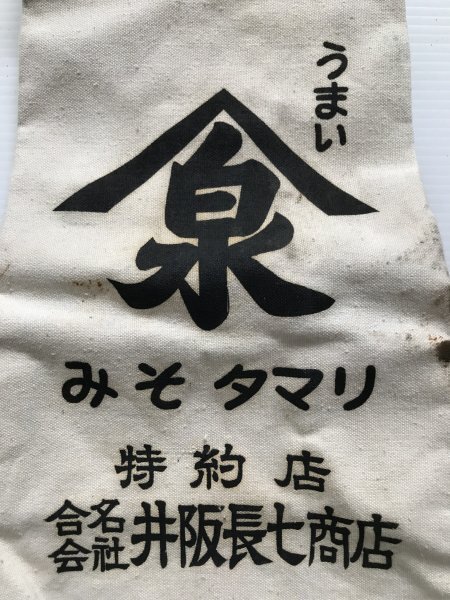 うまい
泉
みそ タマリ
特約店
合名会社 井阪長七商店